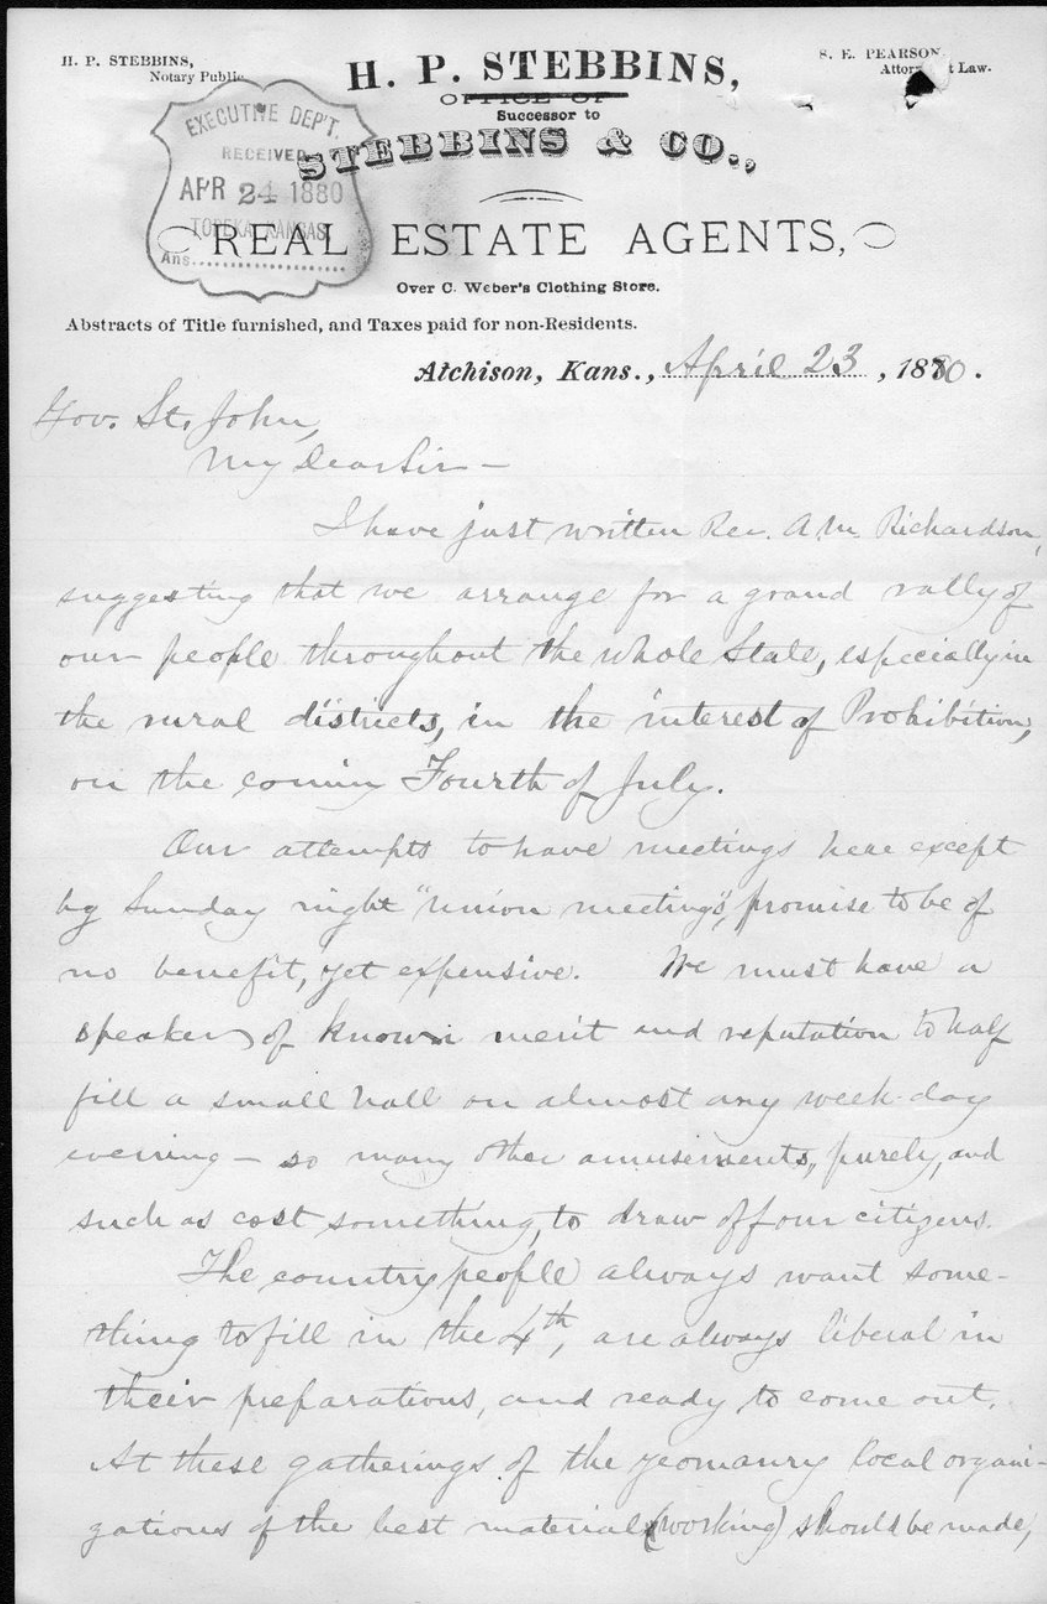 H. P. STEBBINS,
Notary Public.
S. E. PEARSON,
Attorney at Law.
H. P. STEBBINS,
OFFICE OF
Successor to
STEBBINS & CO.,
EXECUTIVE DEP'T.
RECEIVED
APR 24 1880
TOPEKA, KANSAS
Ans.
REAL ESTATE AGENTS,
Over C. Weber's Clothing Store.
Abstracts of Title furnished, and Taxes paid for non-Residents.
Atchison, Kans., April 23, 1880.
Gov. St. John,
My Dear Sir —
I have just written Rev. A. M. Richardson,
suggesting that we arrange for a grand rally of
our people throughout the whole State, especially in
the rural districts, in the interest of Prohibition,
on the coming Fourth of July.
Our attempts to have meetings here except
by Sunday night "union meetings", promise to be of
no benefit, yet expensive. We must have a
speaker of known merit and reputation to half
fill a small hall on almost any week-day
evening — so many other amusements, purely, and
such as cost something, to draw off our citizens.
The country people always want some-
thing to fill in the 4th, are always liberal in
their preparations, and ready to come out.
At these gatherings of the yeomanry local organi-
zations of the best material (working) should be made,